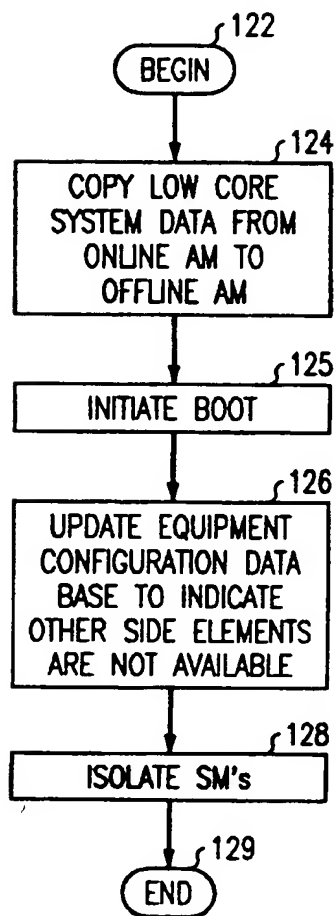 122
BEGIN
124
COPY LOW CORE
SYSTEM DATA FROM
ONLINE AM TO
OFFLINE AM
125
INITIATE BOOT
126
UPDATE EQUIPMENT
CONFIGURATION DATA
BASE TO INDICATE
OTHER SIDE ELEMENTS
ARE NOT AVAILABLE
128
ISOLATE SM's
129
END